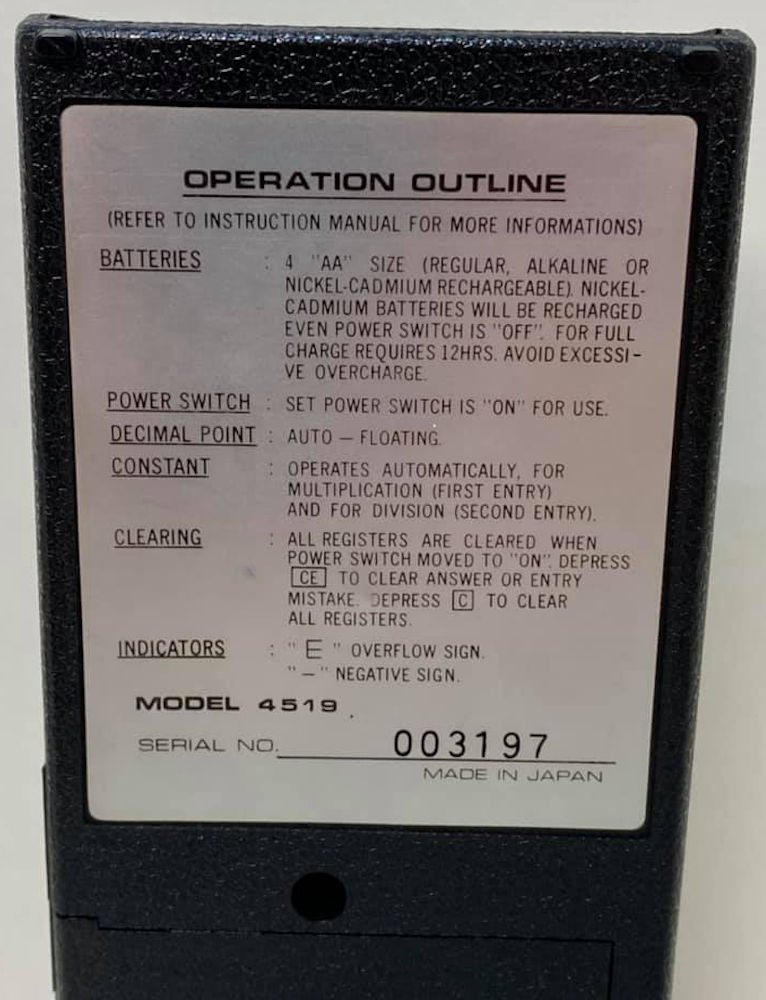 OPERATION OUTLINE
(REFER TO INSTRUCTION MANUAL FOR MORE INFORMATIONS)
BATTERIES : 4 "AA" SIZE (REGULAR, ALKALINE OR
NICKEL-CADMIUM RECHARGEABLE). NICKEL-
CADMIUM BATTERIES WILL BE RECHARGED
EVEN POWER SWITCH IS "OFF". FOR FULL
CHARGE REQUIRES 12HRS. AVOID EXCESSI-
VE OVERCHARGE.
POWER SWITCH : SET POWER SWITCH IS "ON" FOR USE.
DECIMAL POINT : AUTO – FLOATING.
CONSTANT : OPERATES AUTOMATICALLY, FOR
MULTIPLICATION (FIRST ENTRY)
AND FOR DIVISION (SECOND ENTRY).
CLEARING : ALL REGISTERS ARE CLEARED WHEN
POWER SWITCH MOVED TO "ON". DEPRESS
CE TO CLEAR ANSWER OR ENTRY
MISTAKE. DEPRESS C TO CLEAR
ALL REGISTERS.
INDICATORS : "E" OVERFLOW SIGN.
"–" NEGATIVE SIGN.
MODEL 4519
SERIAL NO. 003197
MADE IN JAPAN